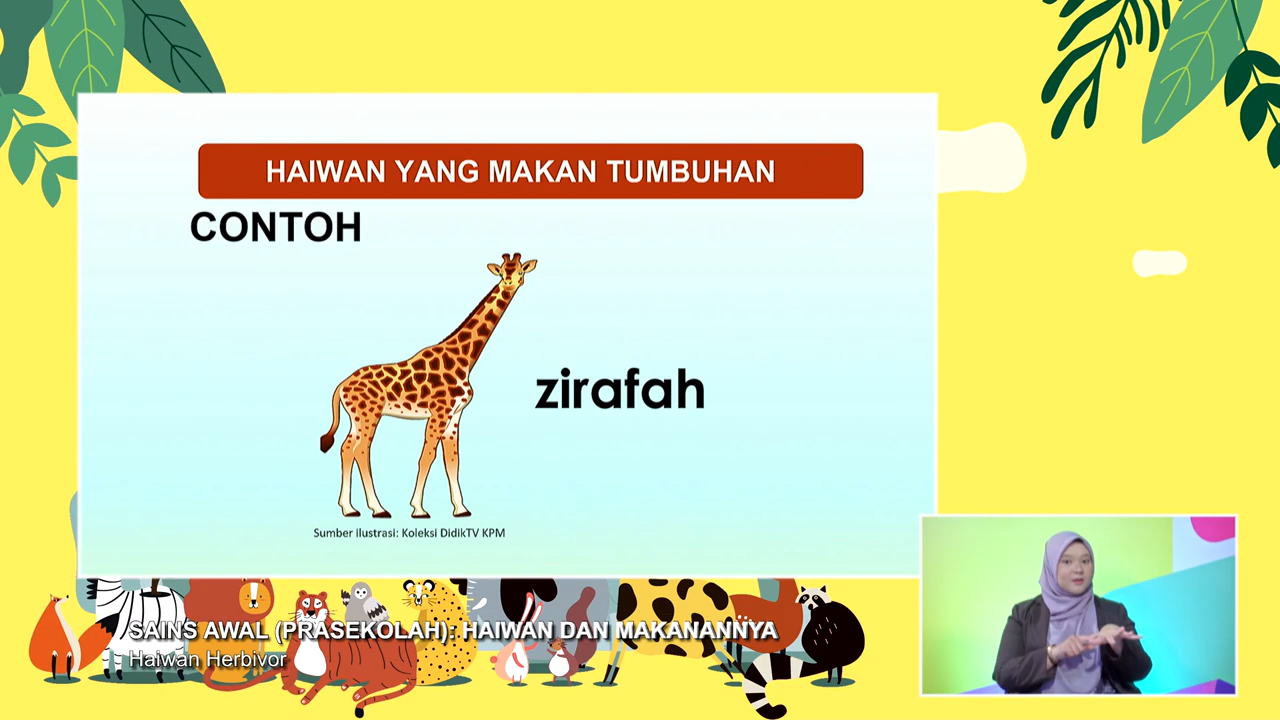 HAIWAN YANG MAKAN TUMBUHAN
CONTOH
zirafah
Sumber ilustrasi: Koleksi DidikTV KPM
SAINS AWAL (PRASEKOLAH): HAIWAN DAN MAKANANNYA
Haiwan Herbivor